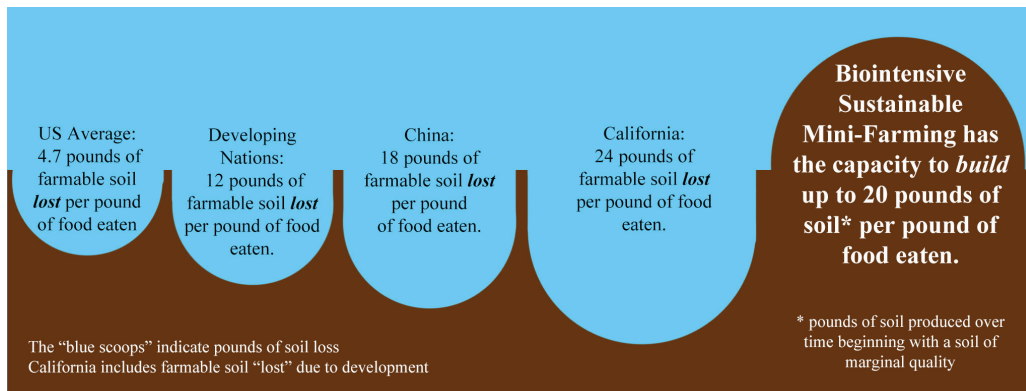 US Average:
4.7 pounds of
farmable soil
lost per pound
of food eaten
Developing
Nations:
12 pounds of
farmable soil lost
per pound of food
eaten.
China:
18 pounds of
farmable soil lost
per pound
of food eaten.
California:
24 pounds of
farmable soil lost
per pound of food
eaten.
Biointensive
Sustainable
Mini-Farming has
the capacity to build
up to 20 pounds of
soil* per pound of
food eaten.
* pounds of soil produced over
time beginning with a soil of
marginal quality
The “blue scoops” indicate pounds of soil loss
California includes farmable soil “lost” due to development